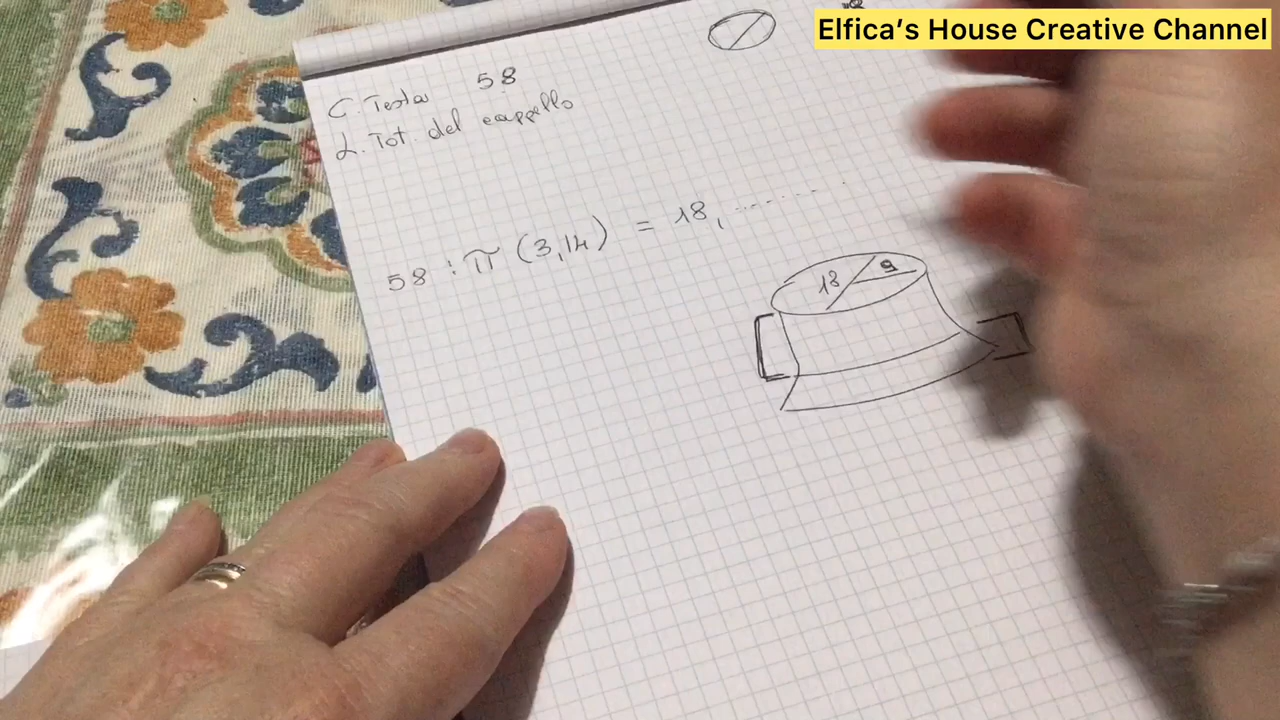 Elfica's House Creative Channel
C. Testa 58
L. Tot. del cappello
58 : π (3,14) = 18, .......
18 9